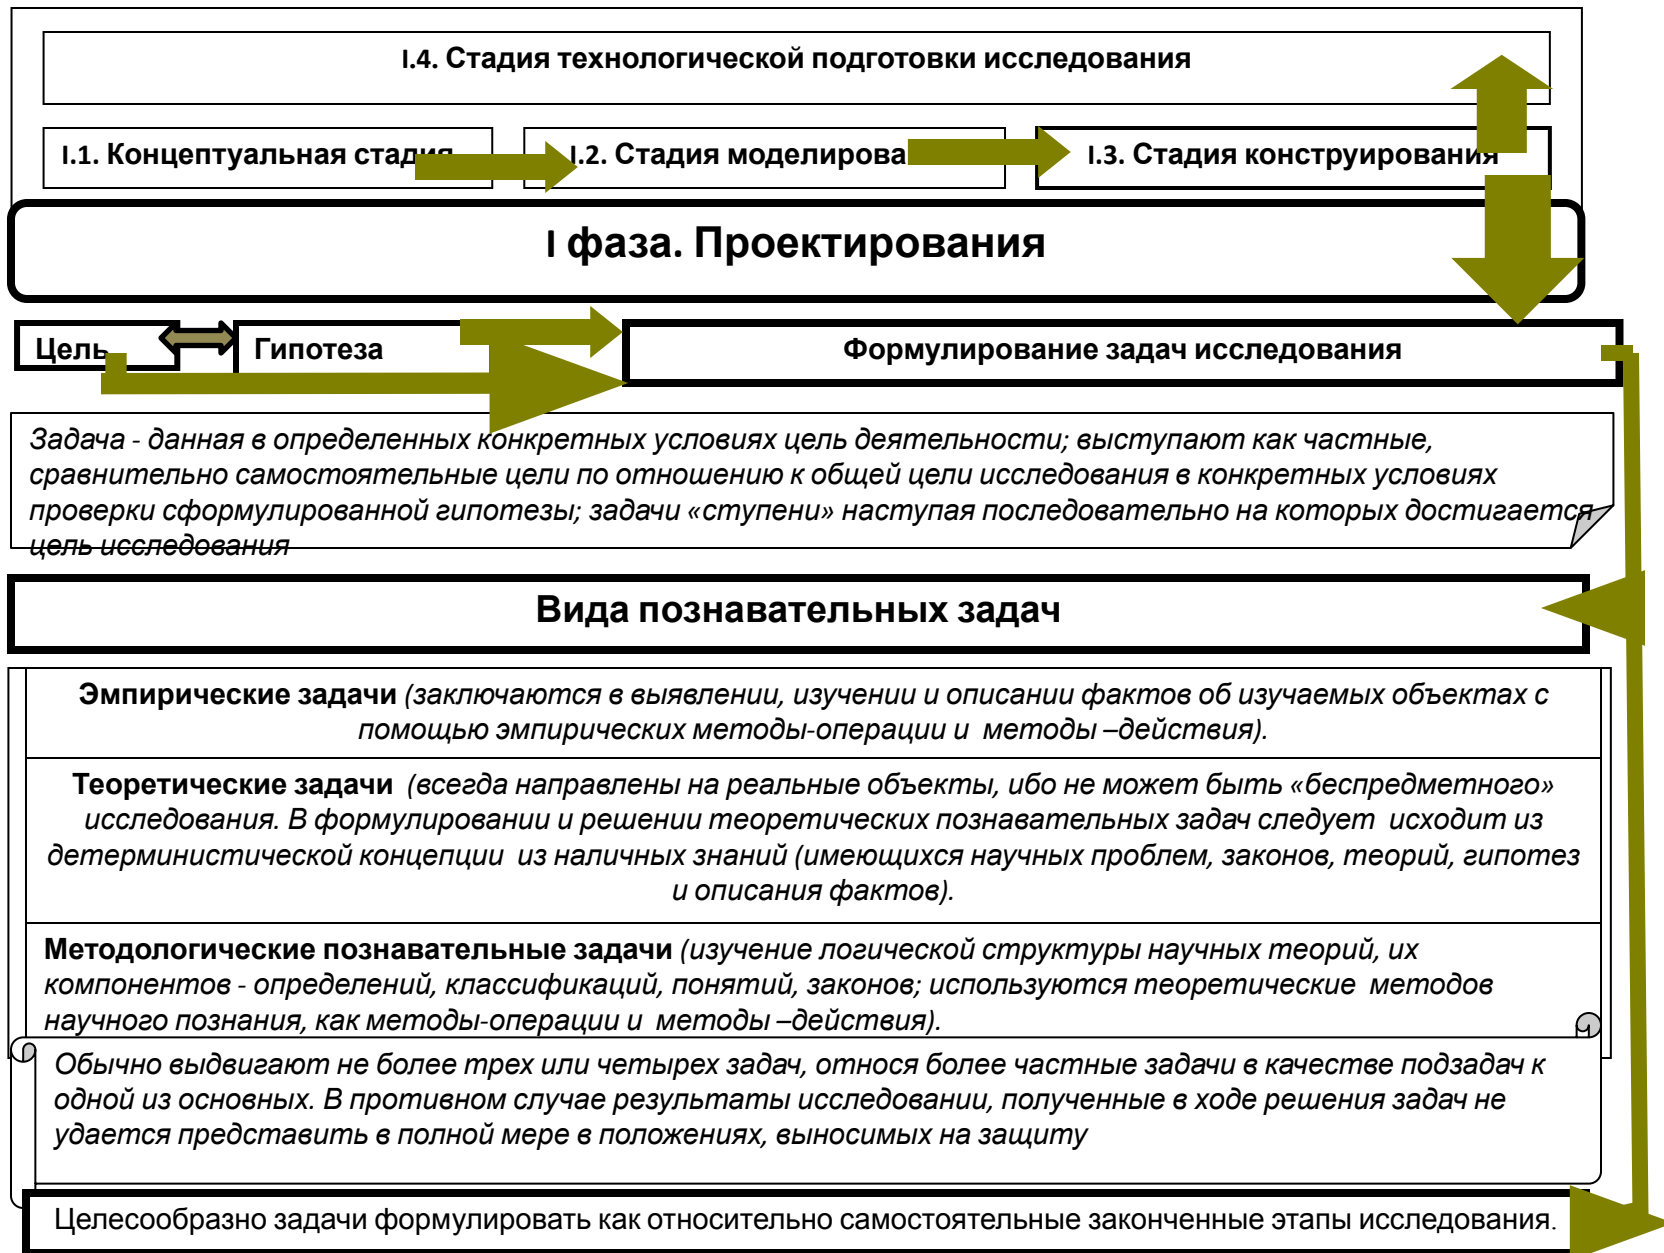 I.4. Стадия технологической подготовки исследования
I.1. Концептуальная стадия
I.2. Стадия моделирова
I.3. Стадия конструирования
I фаза. Проектирования
Цель
Гипотеза
Формулирование задач исследования
Задача - данная в определенных конкретных условиях цель деятельности; выступают как частные,
сравнительно самостоятельные цели по отношению к общей цели исследования в конкретных условиях
проверки сформулированной гипотезы; задачи «ступени» наступая последовательно на которых достигается
цель исследования
Вида познавательных задач
Эмпирические задачи (заключаются в выявлении, изучении и описании фактов об изучаемых объектах с
помощью эмпирических методы-операции и методы –действия).
Теоретические задачи (всегда направлены на реальные объекты, ибо не может быть «беспредметного»
исследования. В формулировании и решении теоретических познавательных задач следует исходит из
детерминистической концепции из наличных знаний (имеющихся научных проблем, законов, теорий, гипотез
и описания фактов).
Методологические познавательные задачи (изучение логической структуры научных теорий, их
компонентов - определений, классификаций, понятий, законов; используются теоретические методов
научного познания, как методы-операции и методы –действия).
Обычно выдвигают не более трех или четырех задач, относя более частные задачи в качестве подзадач к
одной из основных. В противном случае результаты исследовании, полученные в ходе решения задач не
удается представить в полной мере в положениях, выносимых на защиту
Целесообразно задачи формулировать как относительно самостоятельные законченные этапы исследования.